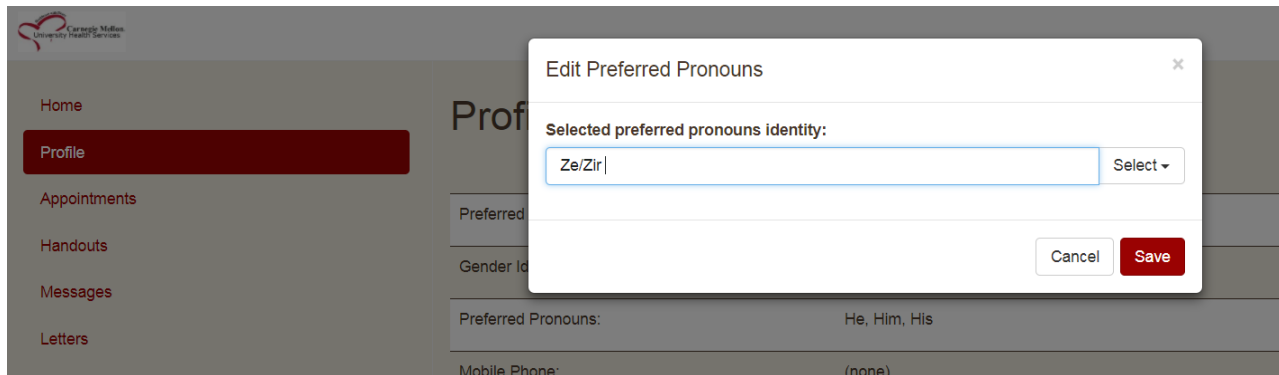 Carnegie Mellon
University Health Services
Home
Profile
Appointments
Handouts
Messages
Letters
Prof
Edit Preferred Pronouns ×
Selected preferred pronouns identity:
Ze/Zir Select
Cancel Save
Preferred
Gender Id
Preferred Pronouns: He, Him, His
Mobile Phone: (none)